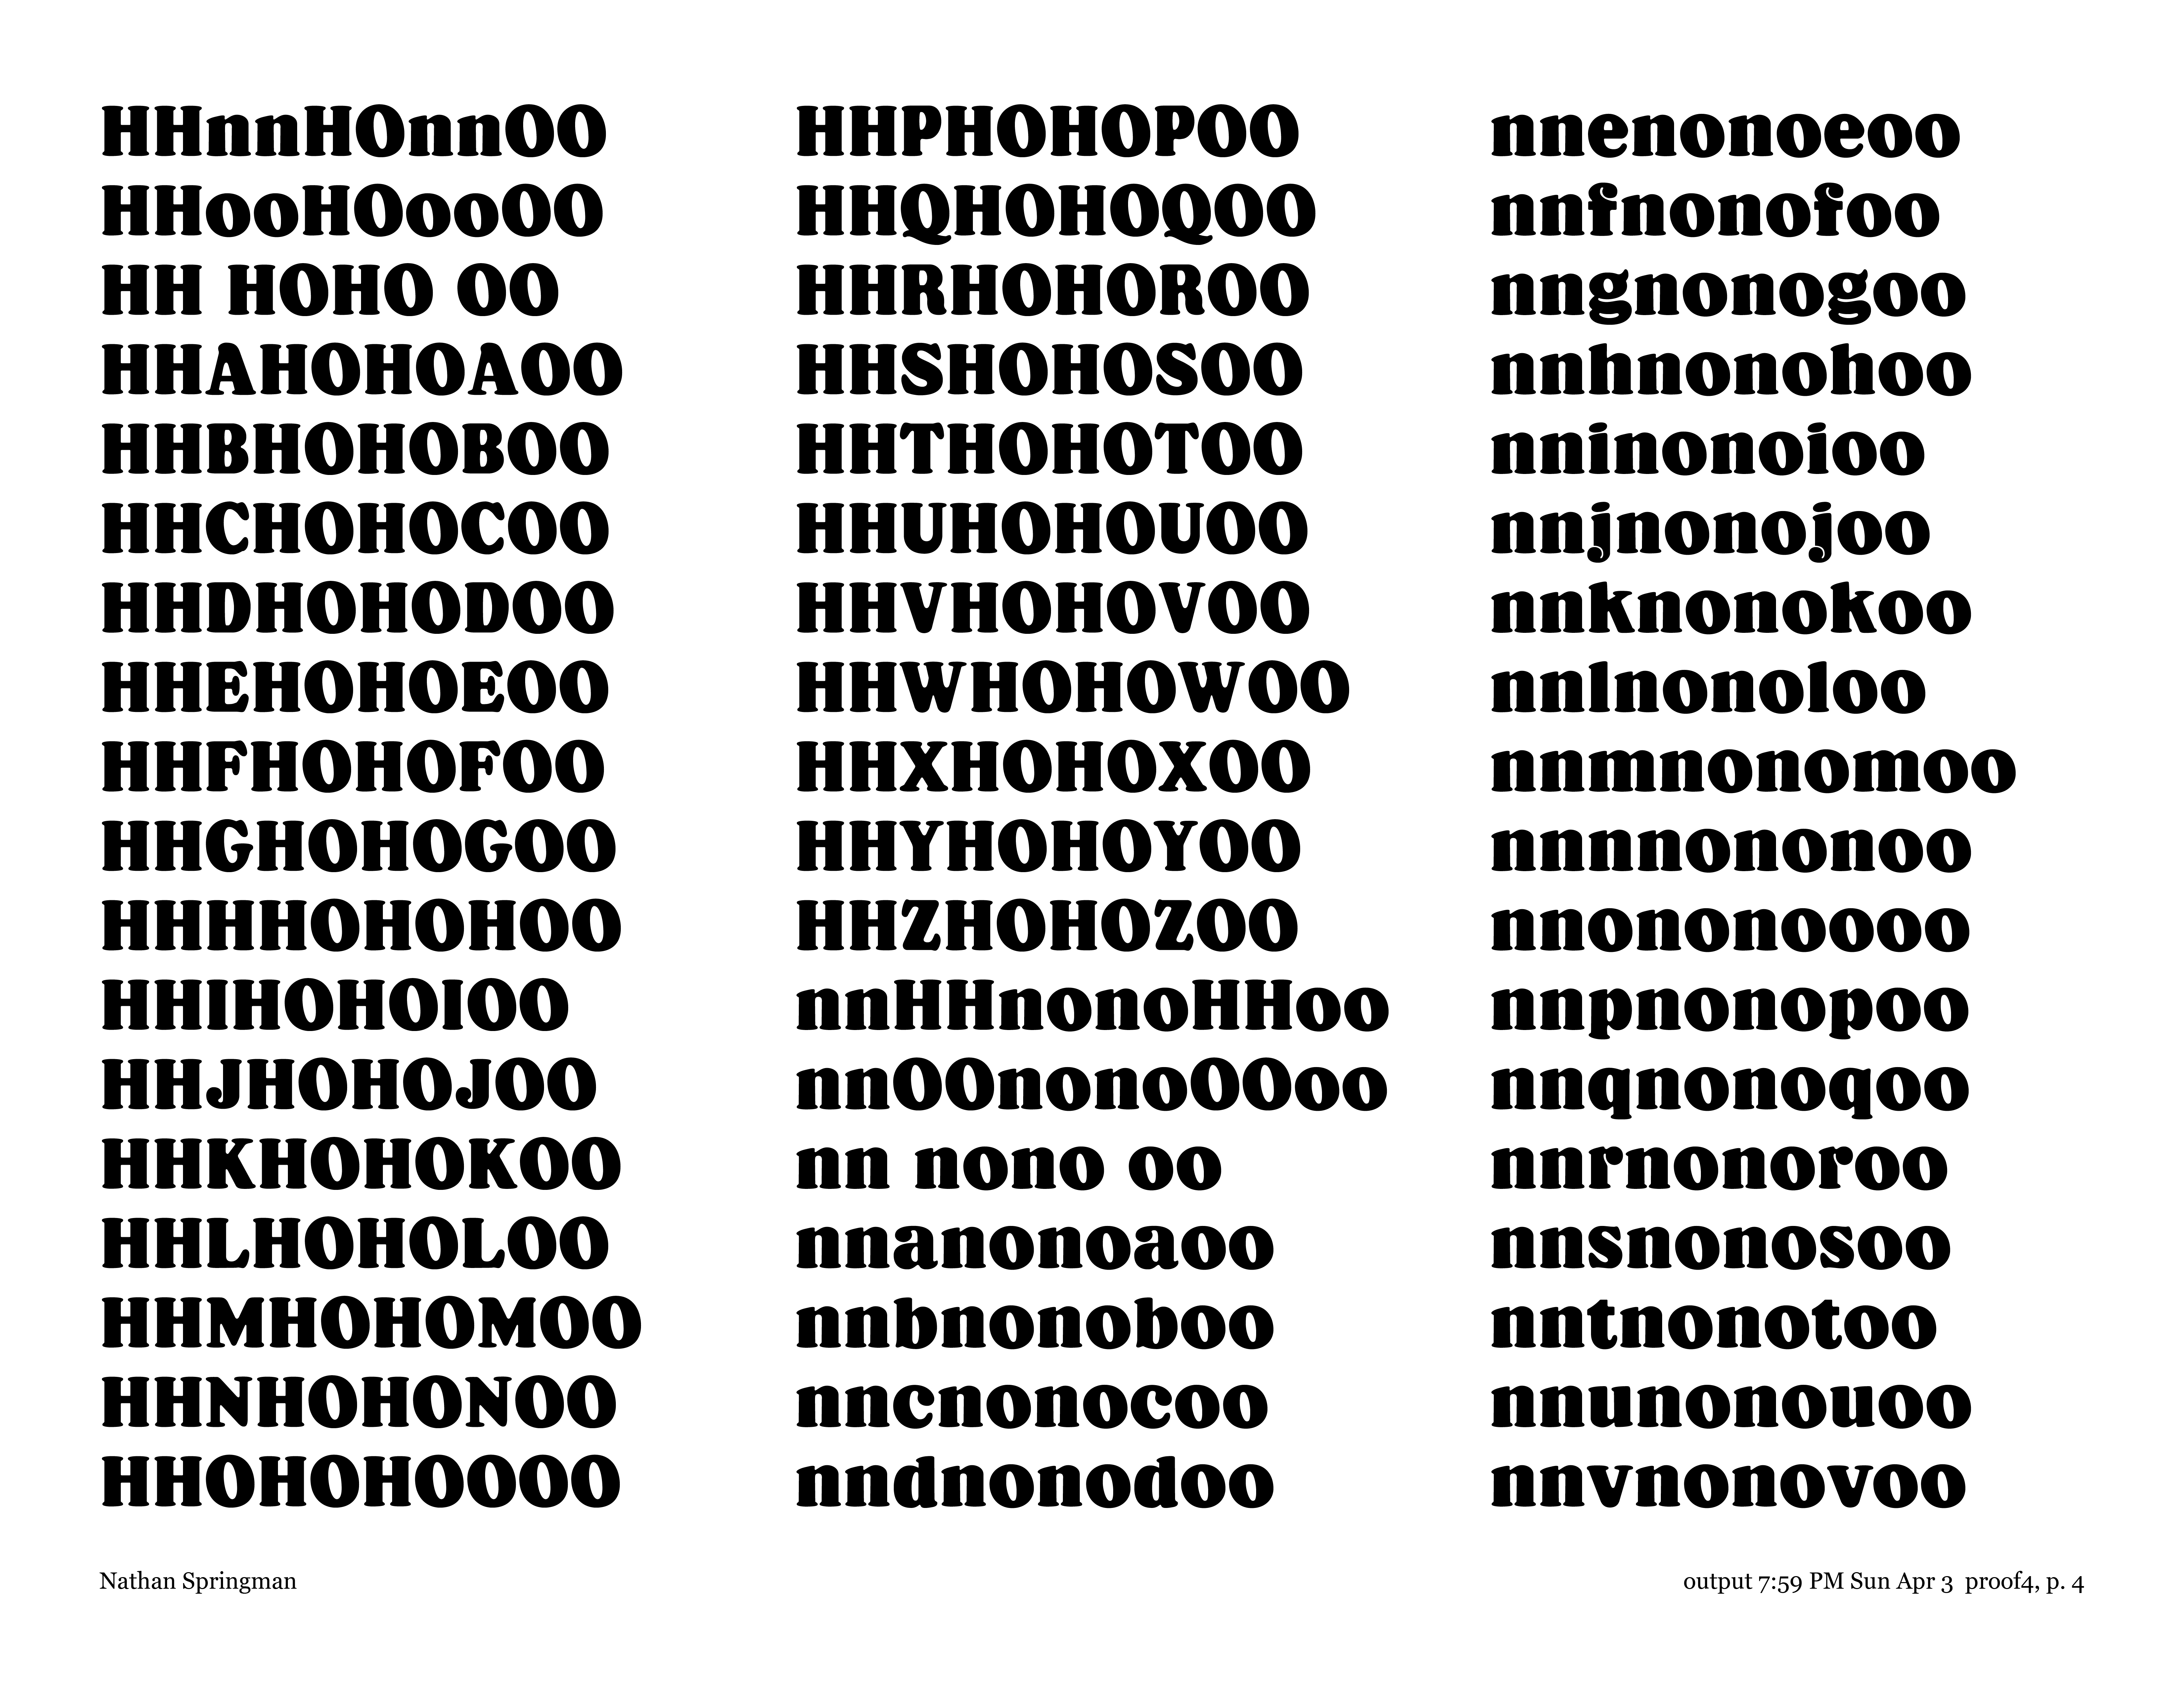 HHnnHOnnOO
HHooHOooOO
HH HOHO OO
HHAHOHOAOO
HHBHOHOBOO
HHCHOHOCOO
HHDHOHODOO
HHEHOHOEOO
HHFHOHOFOO
HHGHOHOGOO
HHHHOHOHOO
HHIHOHOIOO
HHJHOHOJOO
HHKHOHOKOO
HHLHOHOLOO
HHMHOHOMOO
HHNHOHONOO
HHOHOHOOOO
HHPHOHOPOO
HHQHOHOQOO
HHRHOHOROO
HHSHOHOSOO
HHTHOHOTOO
HHUHOHOUOO
HHVHOHOVOO
HHWHOHOWOO
HHXHOHOXOO
HHYHOHOYOO
HHZHOHOZOO
nnHHnonoHHoo
nnOOnonoOOoo
nn nono oo
nnanonoaoo
nnbnonoboo
nncnonocoo
nndnonodoo
nnenonoeoo
nnfnonofoo
nngnonogoo
nnhnonohoo
nninonoioo
nnjnonojoo
nnknonokoo
nnlnonoloo
nnmnonomoo
nnnnononoo
nnononoooo
nnpnonopoo
nnqnonoqoo
nnrnonoroo
nnsnonosoo
nntnonotoo
nnunonouoo
nnvnonovoo
Nathan Springman
output 7:59 PM Sun Apr 3  proof4, p. 4